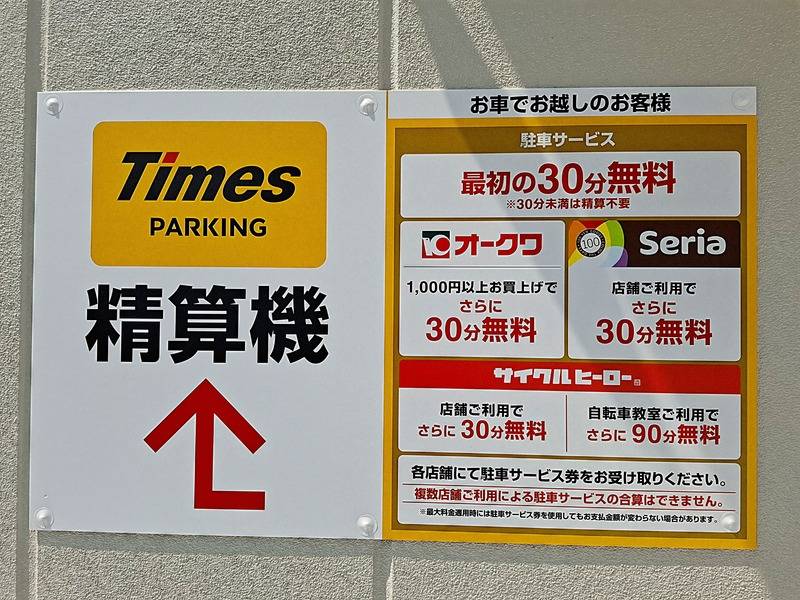 Times
PARKING
精算機
お車でお越しのお客様
駐車サービス
最初の30分無料
※30分未満は精算不要
オークワ
1,000円以上お買上げで
さらに
30分無料
100
Seria
店舗ご利用で
さらに
30分無料
サイクルヒーロー
店舗ご利用で
さらに30分無料
自転車教室ご利用で
さらに90分無料
各店舗にて駐車サービス券をお受け取りください。
複数店舗ご利用による駐車サービスの合算はできません。
※最大料金適用時には駐車サービス券を使用してもお支払金額が変わらない場合があります。